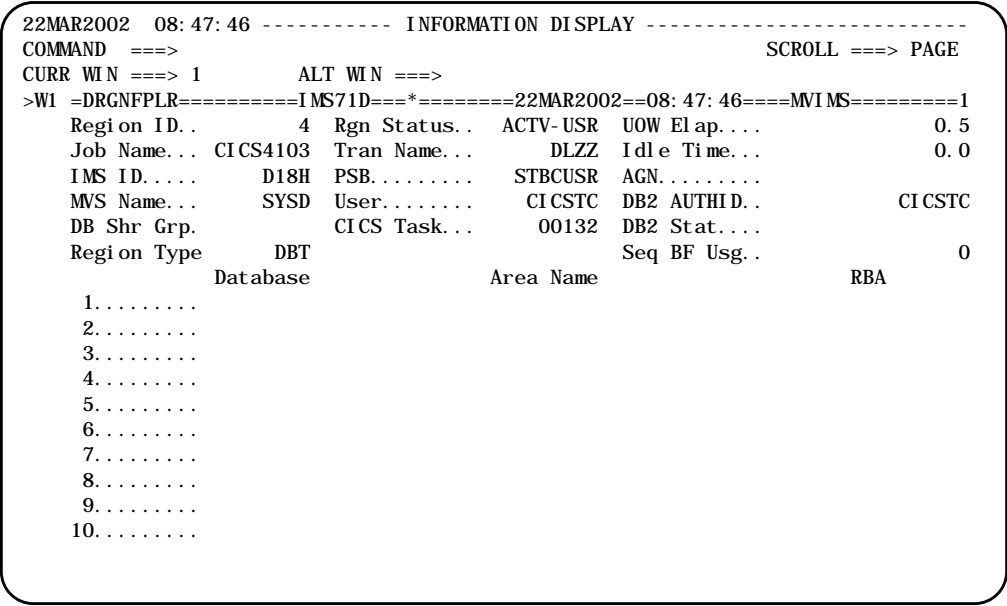 22MAR2002  08:47:46 ----------- INFORMATION DISPLAY ---------------------------
COMMAND  ===>                                                 SCROLL ===> PAGE
CURR WIN ===> 1        ALT WIN ===>
>W1 =DRGNFPLR==========IMS71D===*========22MAR2002==08:47:46====MVIMS=========1
    Region ID..        4  Rgn Status..  ACTV-USR  UOW Elap....              0.5
    Job Name... CICS4103  Tran Name...      DLZZ  Idle Time...              0.0
    IMS ID.....     D18H  PSB.........   STBCUSR  AGN.........
    MVS Name...     SYSD  User........    CICSTC  DB2 AUTHID..           CICSTC
    DB Shr Grp.           CICS Task...     00132  DB2 Stat....
    Region Type      DBT                          Seq BF Usg..                0
                Database               Area Name                     RBA
     1.........
     2.........
     3.........
     4.........
     5.........
     6.........
     7.........
     8.........
     9.........
    10.........